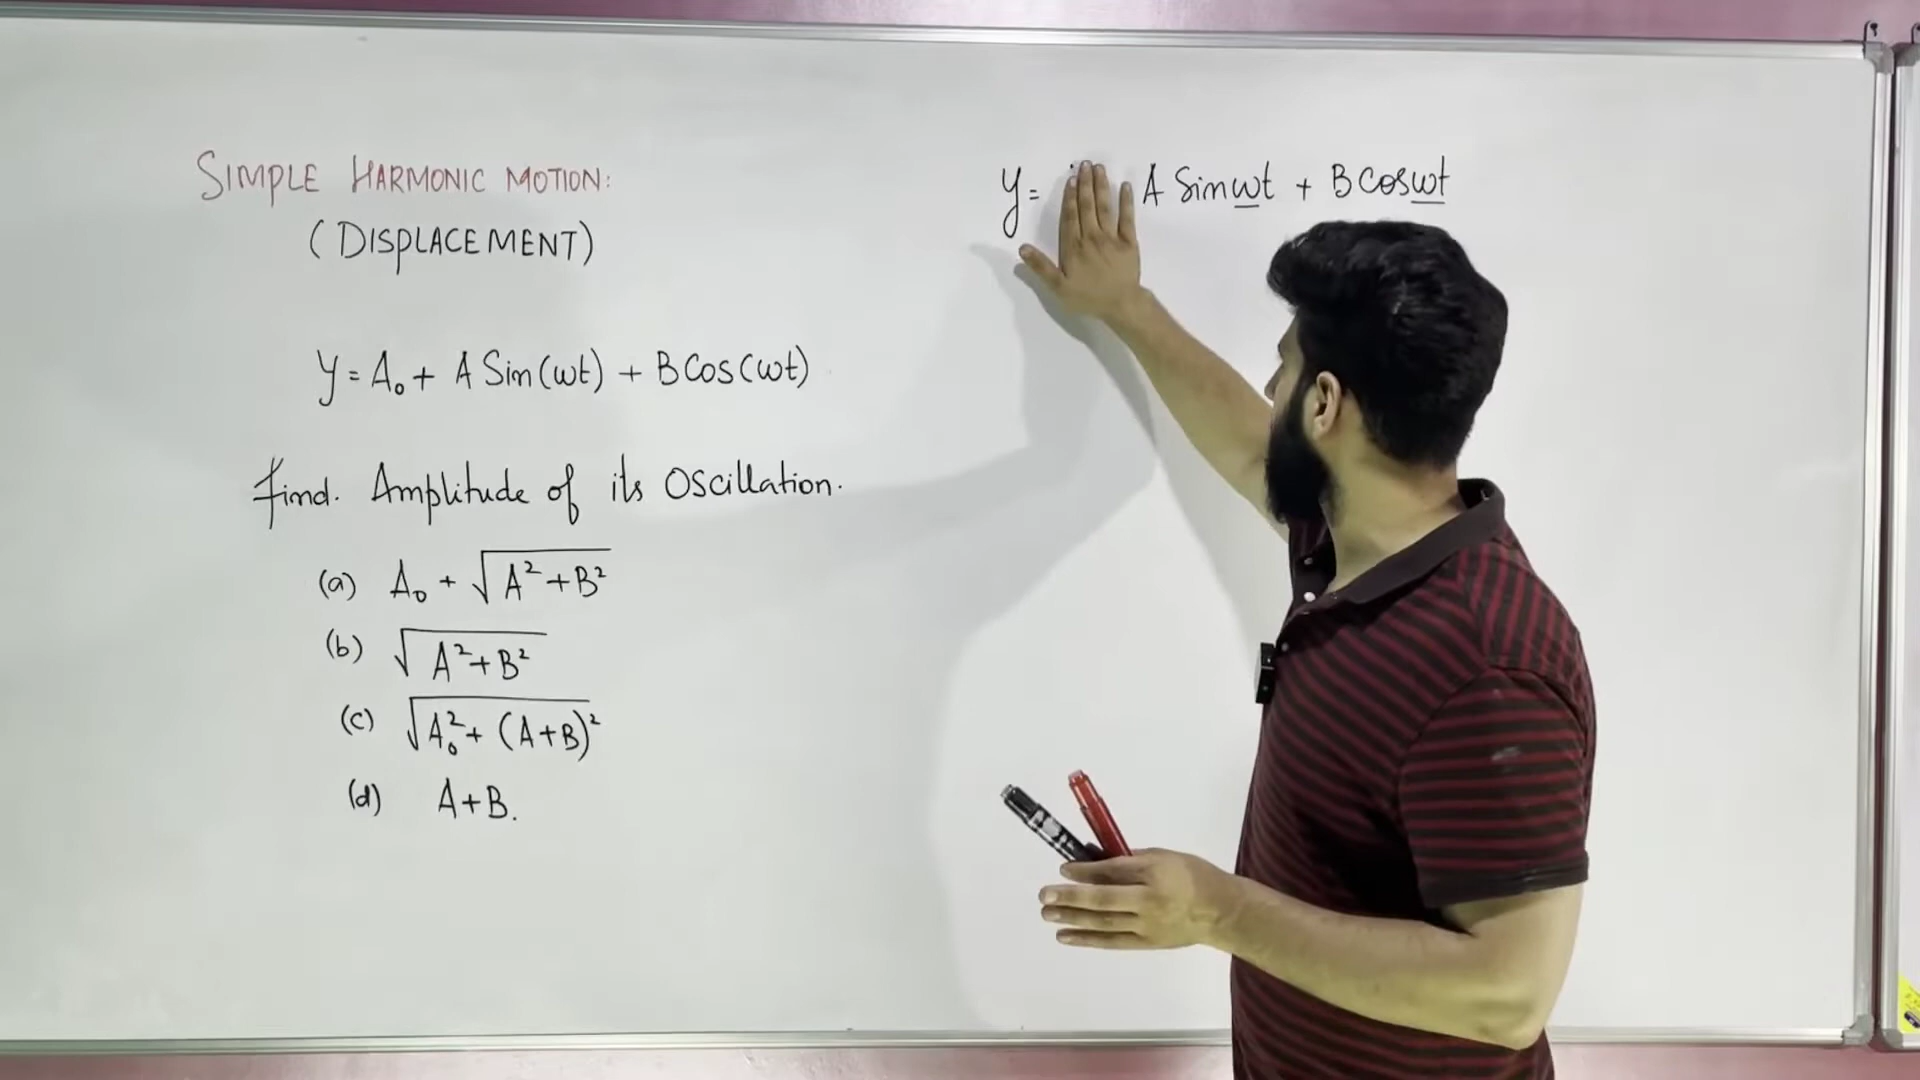 SIMPLE HARMONIC MOTION:
(DISPLACEMENT)
y = A₀ + A Sin(ωt) + B Cos(ωt)
find. Amplitude of its Oscillation.
(a) A₀ + √(A² + B²)
(b) √(A² + B²)
(c) √(A₀² + (A+B)²)
(d) A+B.
y = A Sin ωt + B Cos ωt